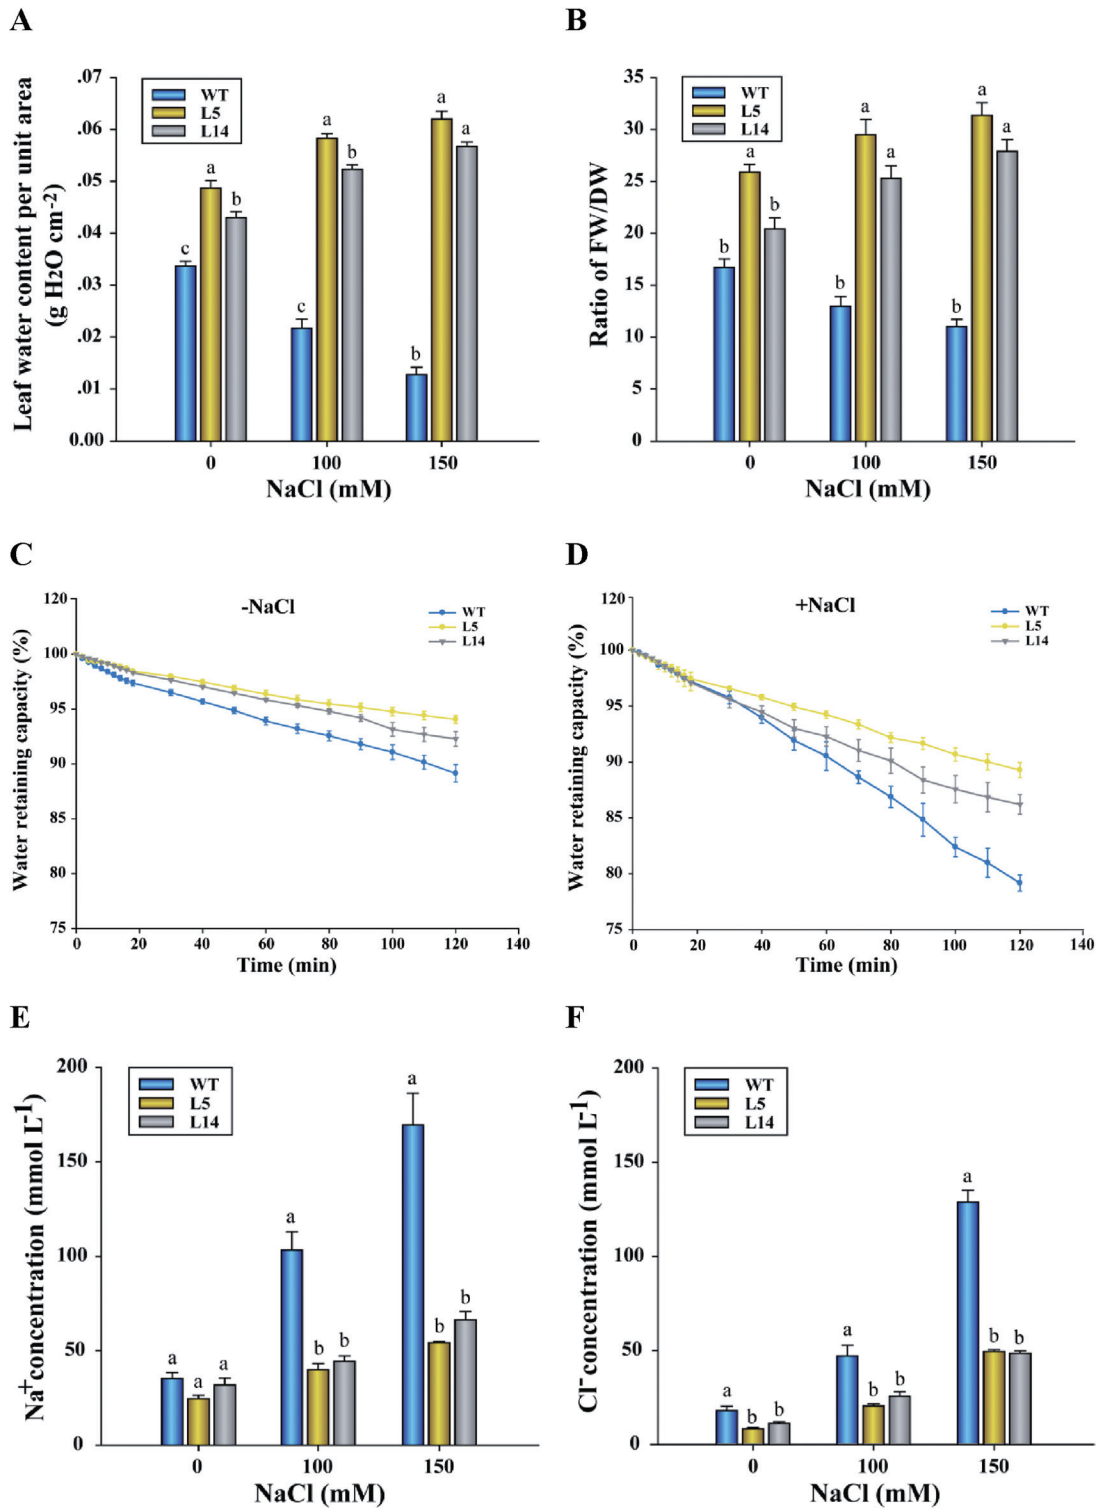 A
Leaf water content per unit area
(g H2O cm-2)
.07
.06
.05
.04
.03
.02
.01
0.00
WT
L5
L14
c
a
b
c
a
b
b
a
a
0
100
150
NaCl (mM)
B
Ratio of FW/DW
35
30
25
20
15
10
5
0
WT
L5
L14
b
a
b
b
a
a
b
a
a
0
100
150
NaCl (mM)
C
Water retaining capacity (%)
120
100
95
90
85
80
75
-NaCl
WT
L5
L14
0
20
40
60
80
100
120
140
Time (min)
D
Water retaining capacity (%)
120
100
95
90
85
80
75
+NaCl
WT
L5
L14
0
20
40
60
80
100
120
140
Time (min)
E
Na+concentration (mmol L-1)
200
150
100
50
0
WT
L5
L14
a
a
a
a
b
b
a
b
b
0
100
150
NaCl (mM)
F
Cl-concentration (mmol L-1)
200
150
100
50
0
WT
L5
L14
a
b
b
a
b
b
a
b
b
0
100
150
NaCl (mM)